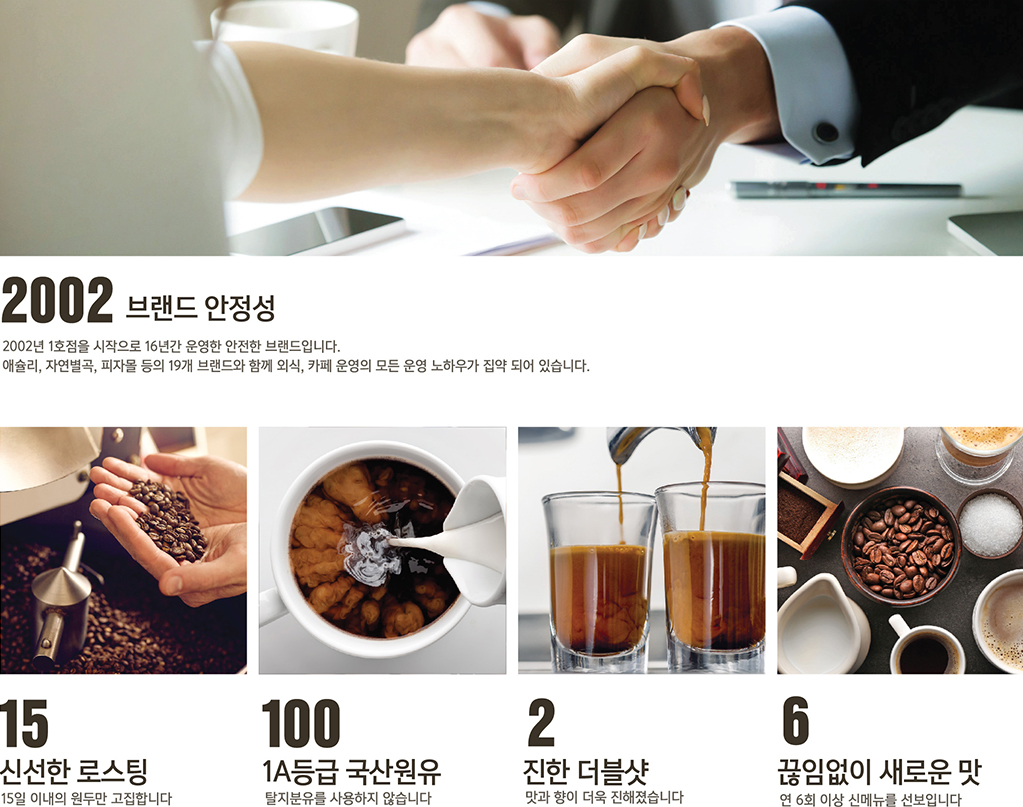 2002 브랜드 안정성
2002년 1호점을 시작으로 16년간 운영한 안전한 브랜드입니다.
애슐리, 자연별곡, 피자몰 등의 19개 브랜드와 함께 외식, 카페 운영의 모든 운영 노하우가 집약 되어 있습니다.
15
신선한 로스팅
15일 이내의 원두만 고집합니다
100
1A등급 국산원유
탈지분유를 사용하지 않습니다
2
진한 더블샷
맛과 향이 더욱 진해졌습니다
6
끊임없이 새로운 맛
연 6회 이상 신메뉴를 선보입니다